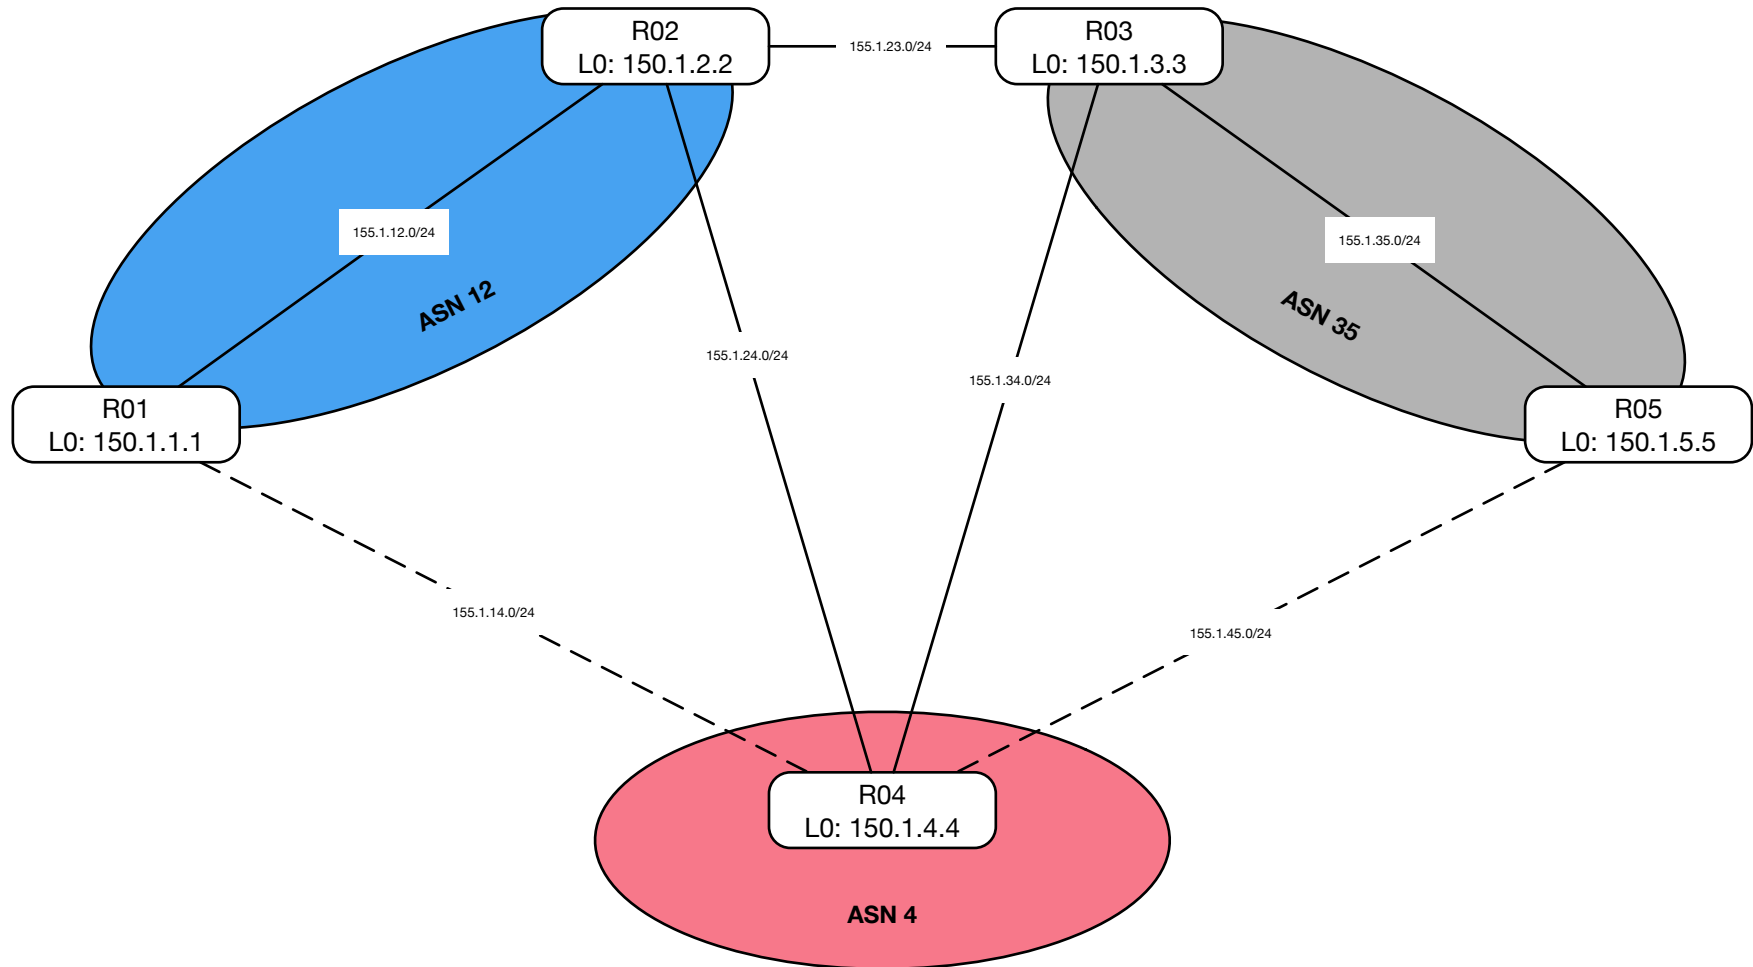 R02
L0: 150.1.2.2
155.1.23.0/24
R03
L0: 150.1.3.3
155.1.12.0/24
155.1.35.0/24
ASN 12
ASN 35
155.1.24.0/24
155.1.34.0/24
R01
L0: 150.1.1.1
R05
L0: 150.1.5.5
155.1.14.0/24
155.1.45.0/24
R04
L0: 150.1.4.4
ASN 4